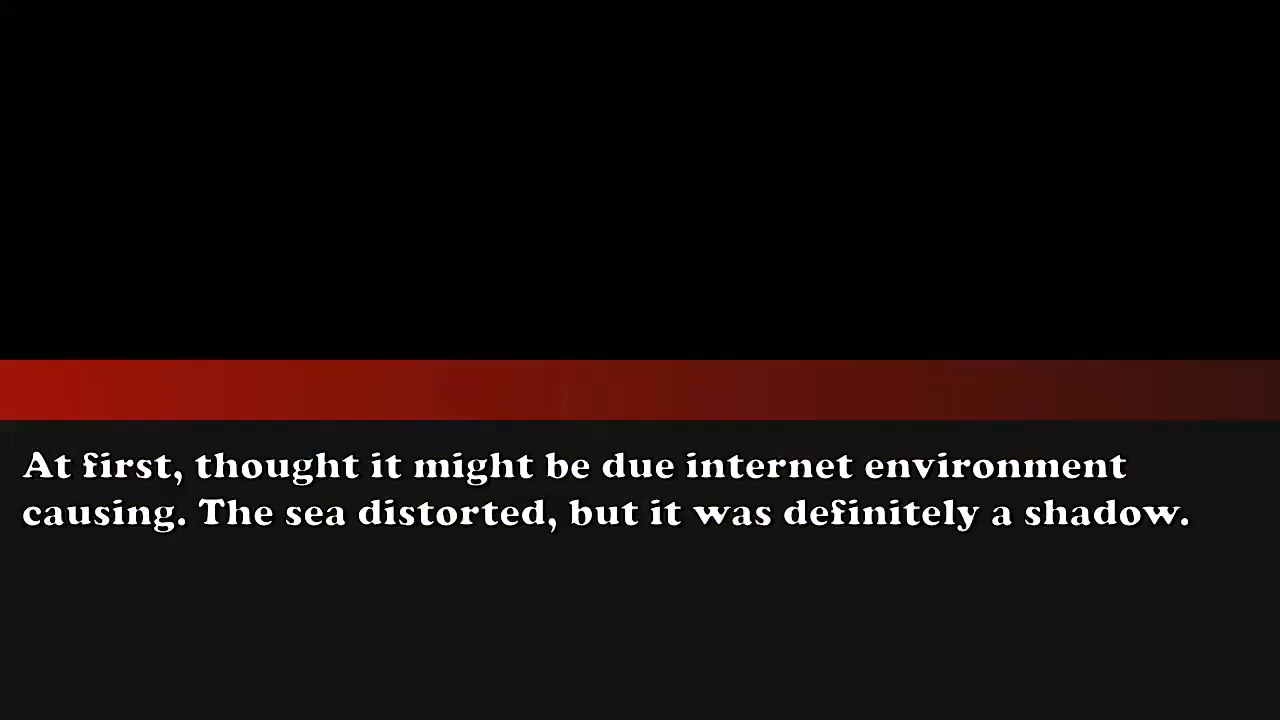 At first, thought it might be due internet environment
causing. The sea distorted, but it was definitely a shadow.